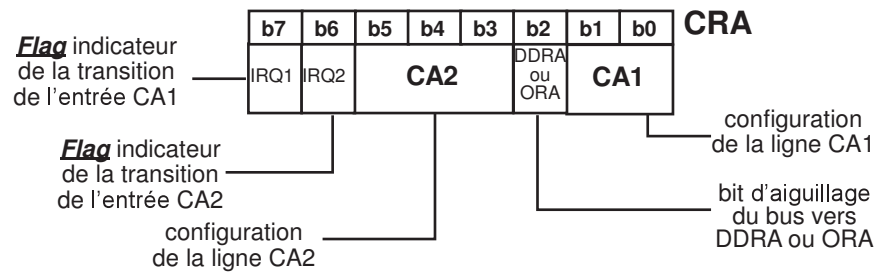 b7 b6 b5 b4 b3 b2 b1 b0 CRA
IRQ1 IRQ2 CA2 DDRA ou ORA CA1
Flag indicateur
de la transition
de l'entrée CA1
Flag indicateur
de la transition
de l'entrée CA2
configuration
de la ligne CA2
configuration
de la ligne CA1
bit d'aiguillage
du bus vers
DDRA ou ORA